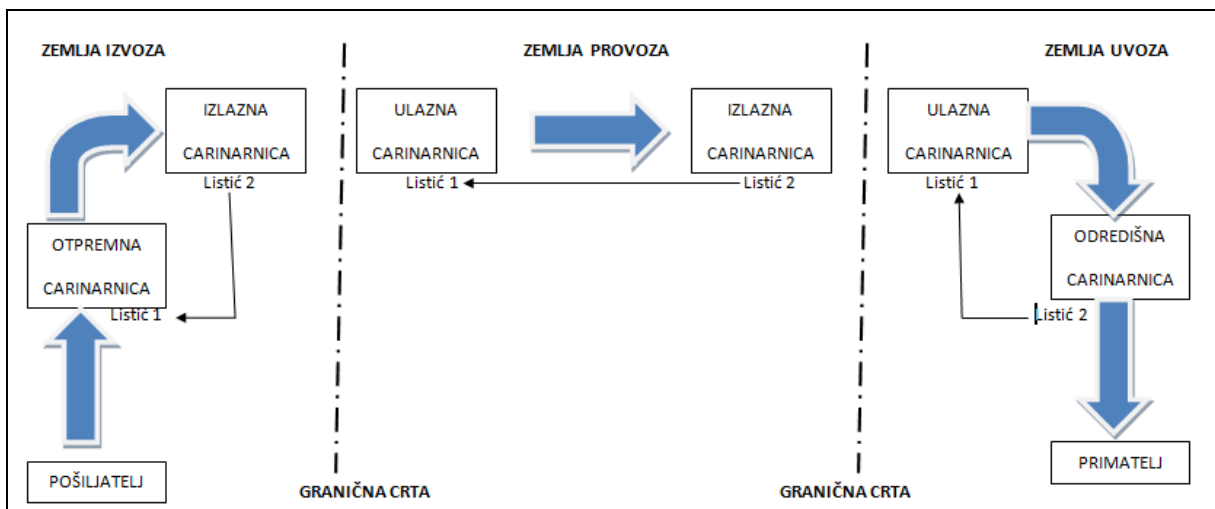 ZEMLJA IZVOZA
ZEMLJA PROVOZA
ZEMLJA UVOZA
IZLAZNA
CARINARNICA
Listić 2
ULAZNA
CARINARNICA
Listić 1
IZLAZNA
CARINARNICA
Listić 2
ULAZNA
CARINARNICA
Listić 1
OTPREMNA
CARINARNICA
Listić 1
ODREDIŠNA
CARINARNICA
Listić 2
POŠILJATELJ
PRIMATELJ
GRANIČNA CRTA
GRANIČNA CRTA